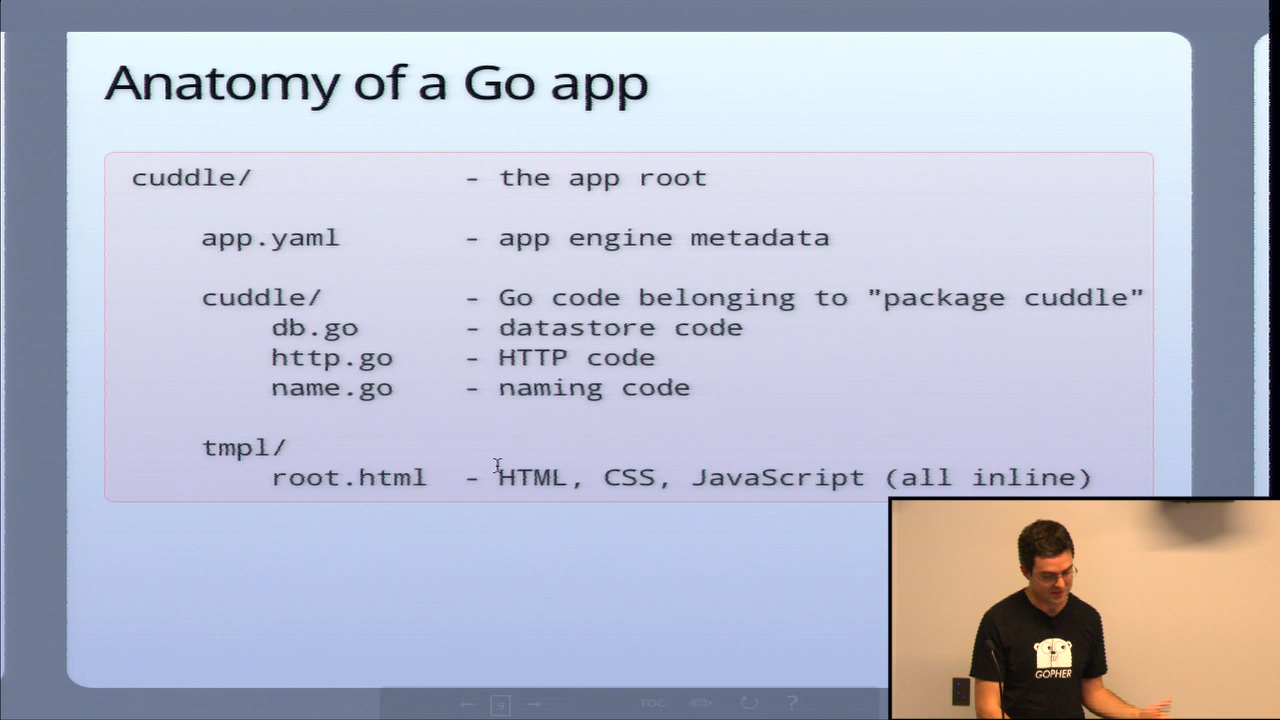 Anatomy of a Go app
cuddle/ - the app root
app.yaml - app engine metadata
cuddle/ - Go code belonging to "package cuddle"
db.go - datastore code
http.go - HTTP code
name.go - naming code
tmpl/
root.html - HTML, CSS, JavaScript (all inline)
GOPHER
9
TOC
?